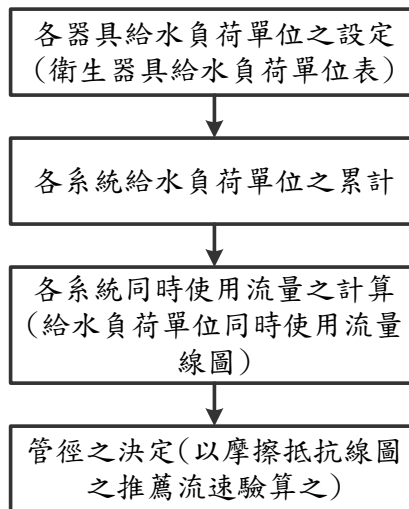 各器具給水負荷單位之設定
(衛生器具給水負荷單位表)
各系統給水負荷單位之累計
各系統同時使用流量之計算
(給水負荷單位同時使用流量
線圖)
管徑之決定(以摩擦抵抗線圖
之推薦流速驗算之)